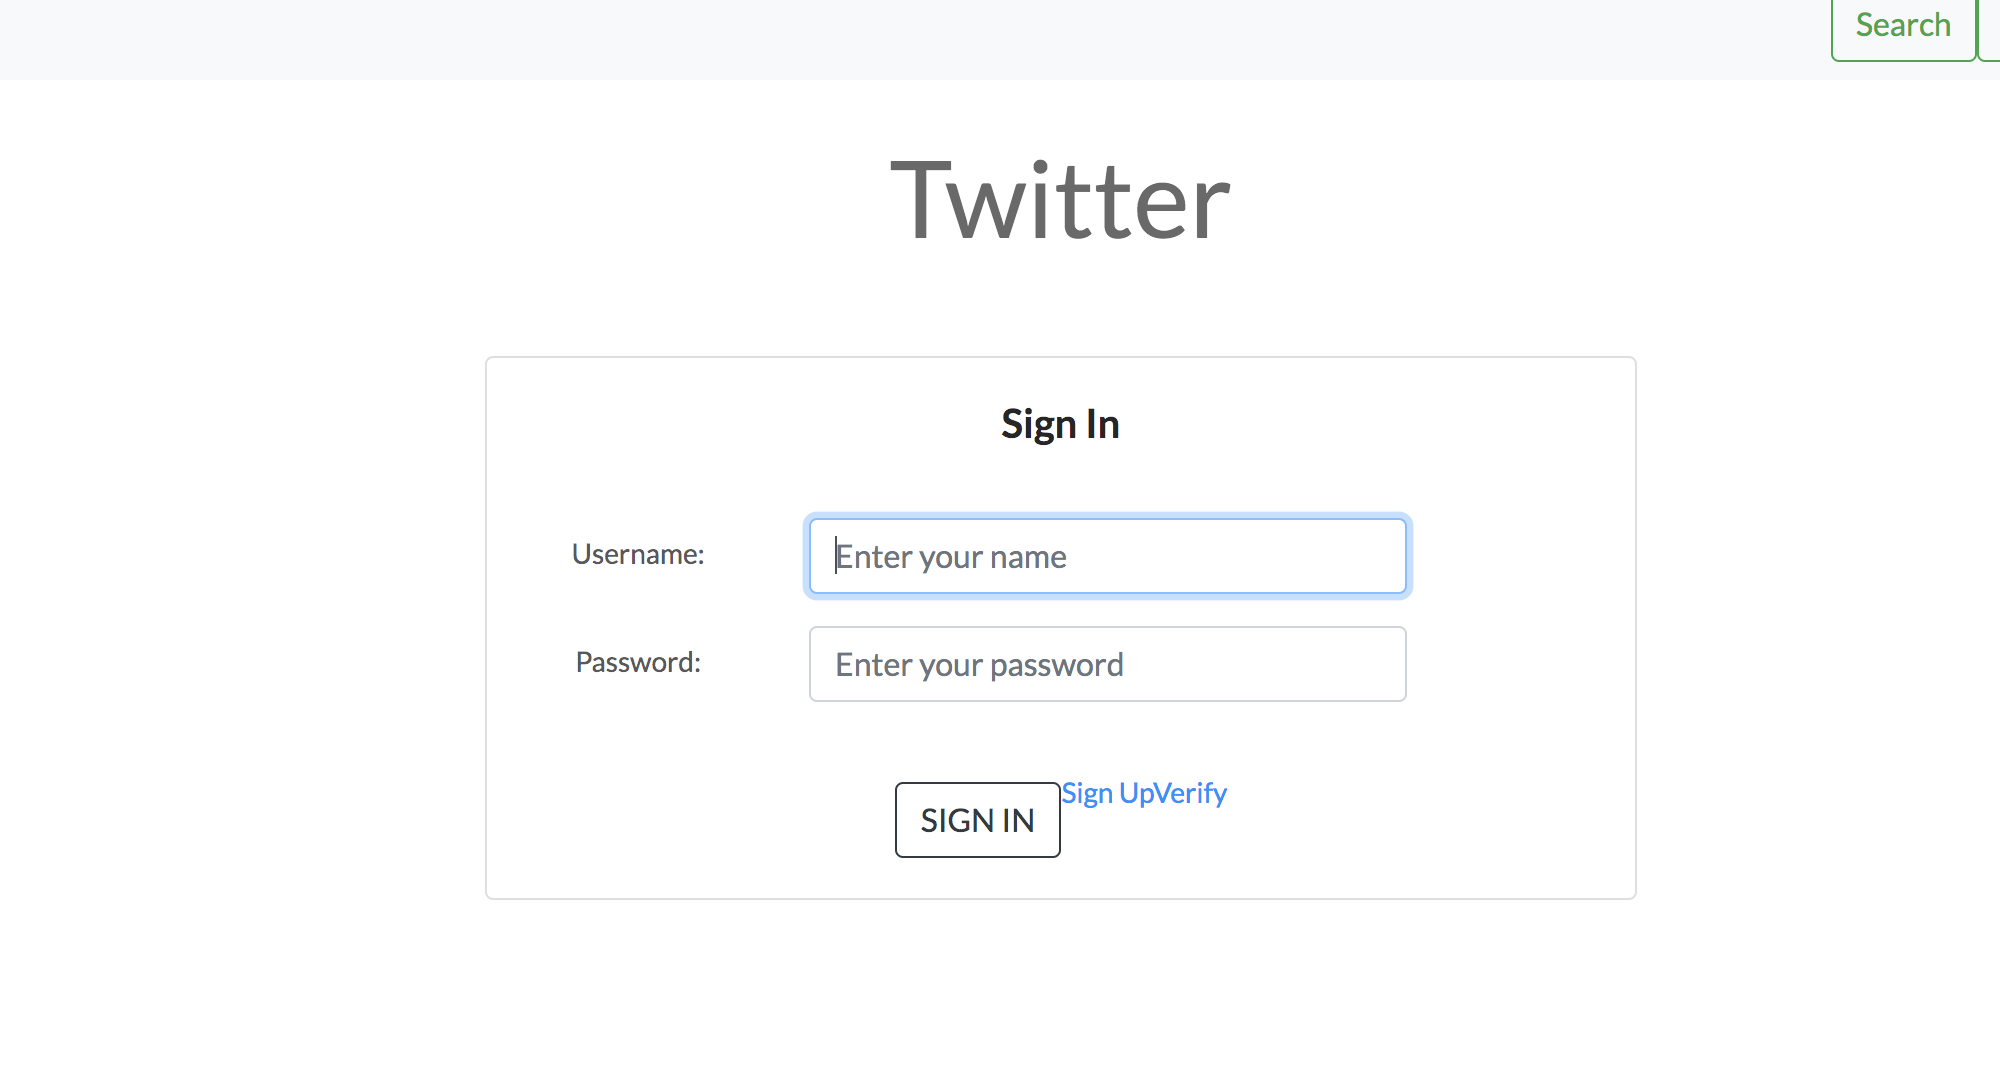 Search
Twitter
Sign In
Username:
Enter your name
Password:
Enter your password
SIGN IN
Sign UpVerify